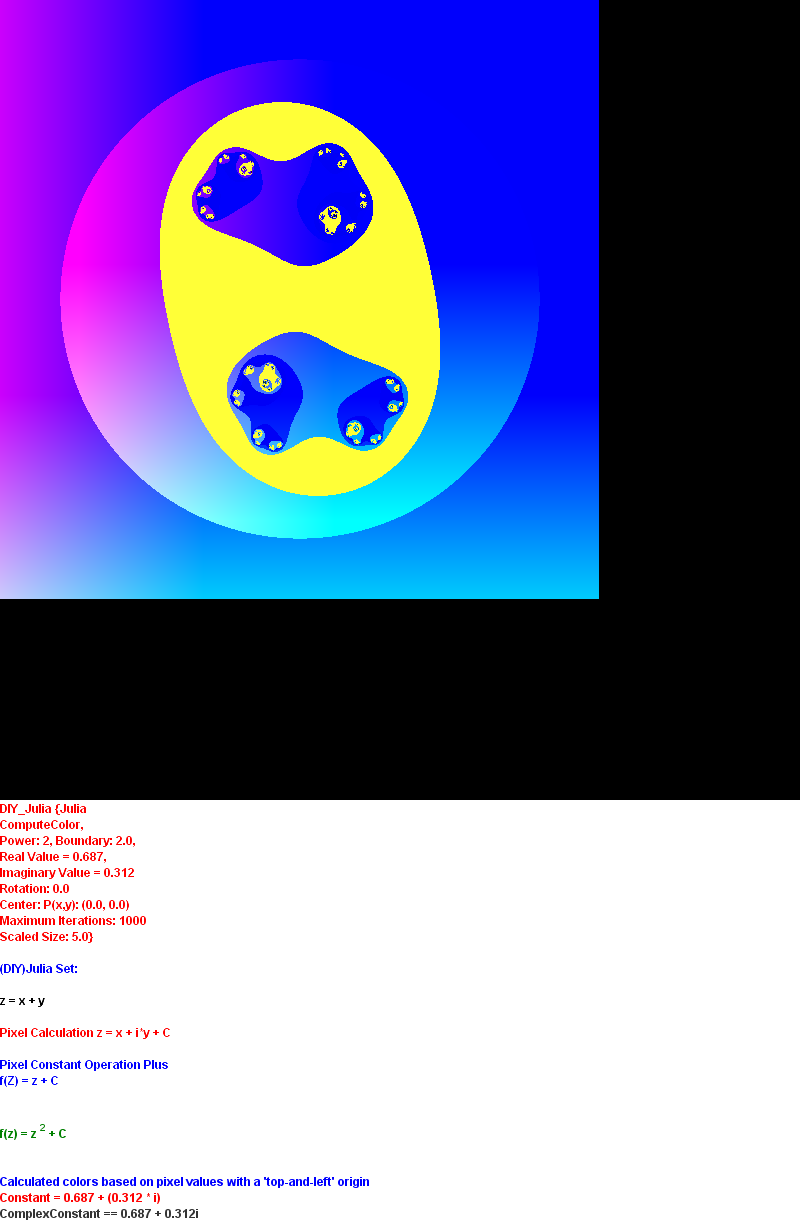 DIY_Julia {Julia
ComputeColor,
Power: 2, Boundary: 2.0,
Real Value = 0.687,
Imaginary Value = 0.312
Rotation: 0.0
Center: P(x,y): (0.0, 0.0)
Maximum Iterations: 1000
Scaled Size: 5.0}
(DIY)Julia Set:
z = x + y
Pixel Calculation z = x + i*y + C
Pixel Constant Operation Plus
f(Z) = z + C
f(z) = z ² + C
Calculated colors based on pixel values with a 'top-and-left' origin
Constant = 0.687 + (0.312 * i)
ComplexConstant == 0.687 + 0.312i